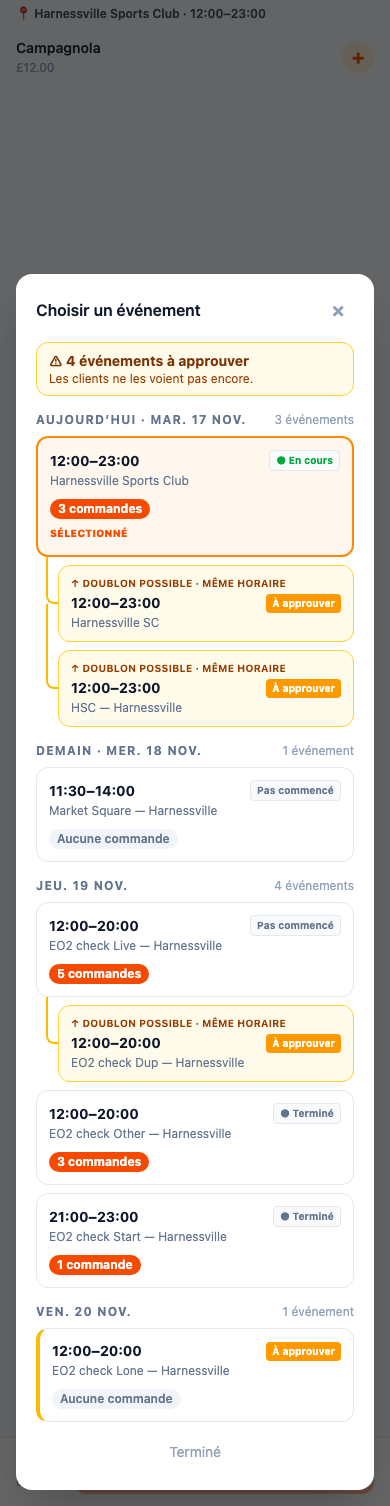 📍 Harnessville Sports Club · 12:00–23:00
Campagnola
£12.00
+
Choisir un événement
×
⚠ 4 événements à approuver
Les clients ne les voient pas encore.
AUJOURD'HUI · MAR. 17 NOV.
3 événements
12:00–23:00
● En cours
Harnessville Sports Club
3 commandes
SÉLECTIONNÉ
↑ DOUBLON POSSIBLE · MÊME HORAIRE
12:00–23:00
À approuver
Harnessville SC
↑ DOUBLON POSSIBLE · MÊME HORAIRE
12:00–23:00
À approuver
HSC — Harnessville
DEMAIN · MER. 18 NOV.
1 événement
11:30–14:00
Pas commencé
Market Square — Harnessville
Aucune commande
JEU. 19 NOV.
4 événements
12:00–20:00
Pas commencé
EO2 check Live — Harnessville
5 commandes
↑ DOUBLON POSSIBLE · MÊME HORAIRE
12:00–20:00
À approuver
EO2 check Dup — Harnessville
12:00–20:00
● Terminé
EO2 check Other — Harnessville
3 commandes
21:00–23:00
● Terminé
EO2 check Start — Harnessville
1 commande
VEN. 20 NOV.
1 événement
12:00–20:00
À approuver
EO2 check Lone — Harnessville
Aucune commande
Terminé